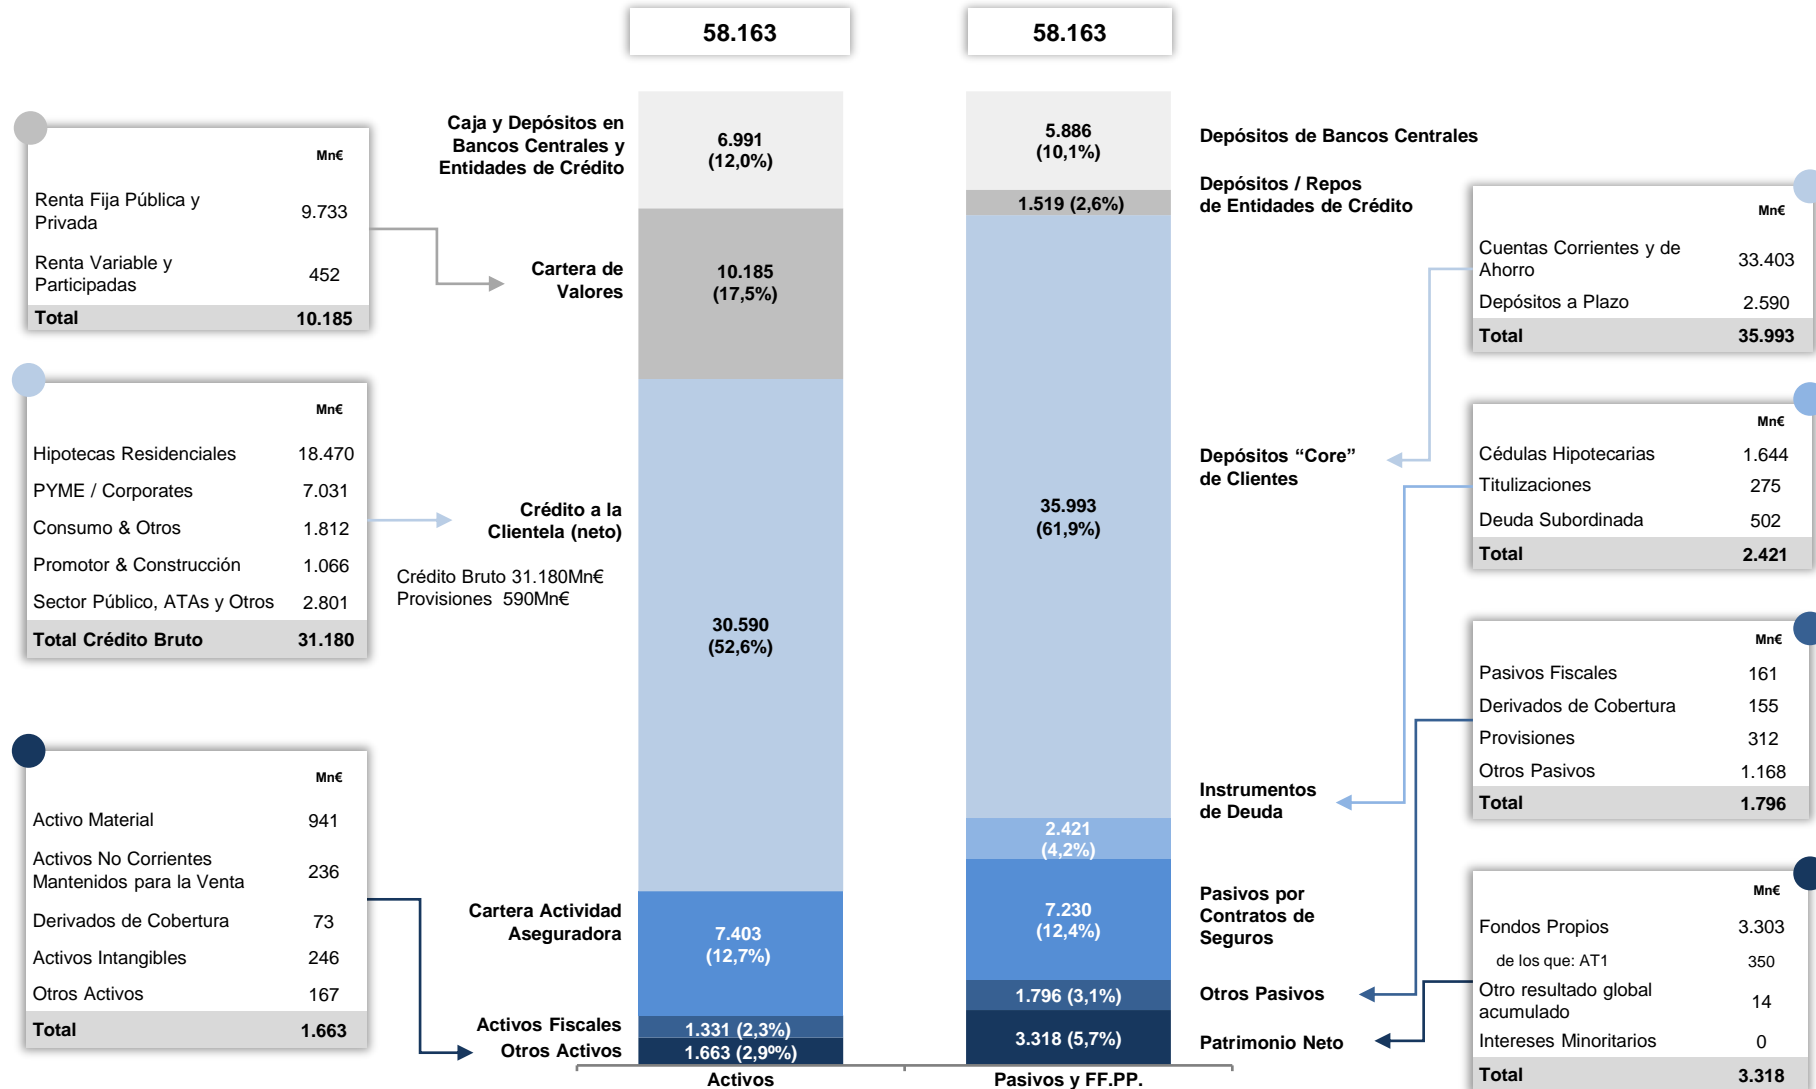 58.163
58.163
Mn€
Renta Fija Pública y
Privada
9.733
Renta Variable y
Participadas
452
Total 10.185
Mn€
Hipotecas Residenciales 18.470
PYME / Corporates 7.031
Consumo & Otros 1.812
Promotor & Construcción 1.066
Sector Público, ATAs y Otros 2.801
Total Crédito Bruto 31.180
Mn€
Activo Material 941
Activos No Corrientes
Mantenidos para la Venta
236
Derivados de Cobertura 73
Activos Intangibles 246
Otros Activos 167
Total 1.663
Caja y Depósitos en
Bancos Centrales y
Entidades de Crédito
Cartera de
Valores
Crédito a la
Clientela (neto)
Crédito Bruto 31.180Mn€
Provisiones 590Mn€
Cartera Actividad
Aseguradora
Activos Fiscales
Otros Activos
6.991
(12,0%)
10.185
(17,5%)
30.590
(52,6%)
7.403
(12,7%)
1.331 (2,3%)
1.663 (2,9º%)
Activos
5.886
(10,1%)
1.519 (2,6%)
35.993
(61,9%)
2.421
(4,2%)
7.230
(12,4%)
1.796 (3,1%)
3.318 (5,7%)
Pasivos y FF.PP.
Depósitos de Bancos Centrales
Depósitos / Repos
de Entidades de Crédito
Depósitos “Core”
de Clientes
Instrumentos
de Deuda
Pasivos por
Contratos de
Seguros
Otros Pasivos
Patrimonio Neto
Mn€
Cuentas Corrientes y de
Ahorro
33.403
Depósitos a Plazo 2.590
Total 35.993
Mn€
Cédulas Hipotecarias 1.644
Titulizaciones 275
Deuda Subordinada 502
Total 2.421
Mn€
Pasivos Fiscales 161
Derivados de Cobertura 155
Provisiones 312
Otros Pasivos 1.168
Total 1.796
Mn€
Fondos Propios 3.303
de los que: AT1 350
Otro resultado global
acumulado
14
Intereses Minoritarios 0
Total 3.318